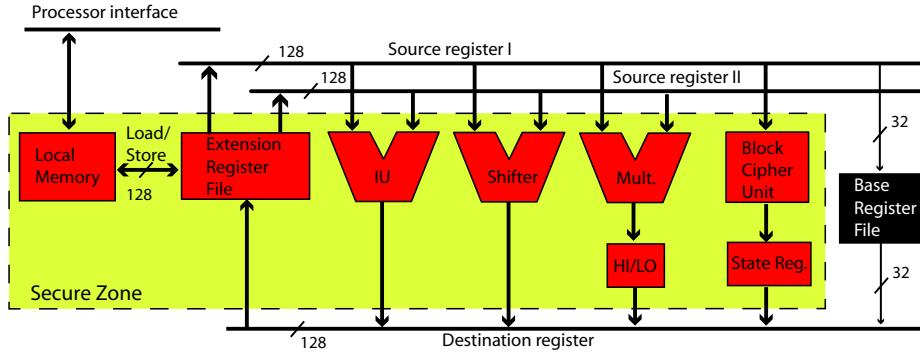 Processor interface
128
Source register I
128
Source register II
Local
Memory
Load/
Store
128
Extension
Register
File
IU
Shifter
Mult.
Block
Cipher
Unit
32
Base
Register
File
HI/LO
State Reg.
32
Secure Zone
128
Destination register